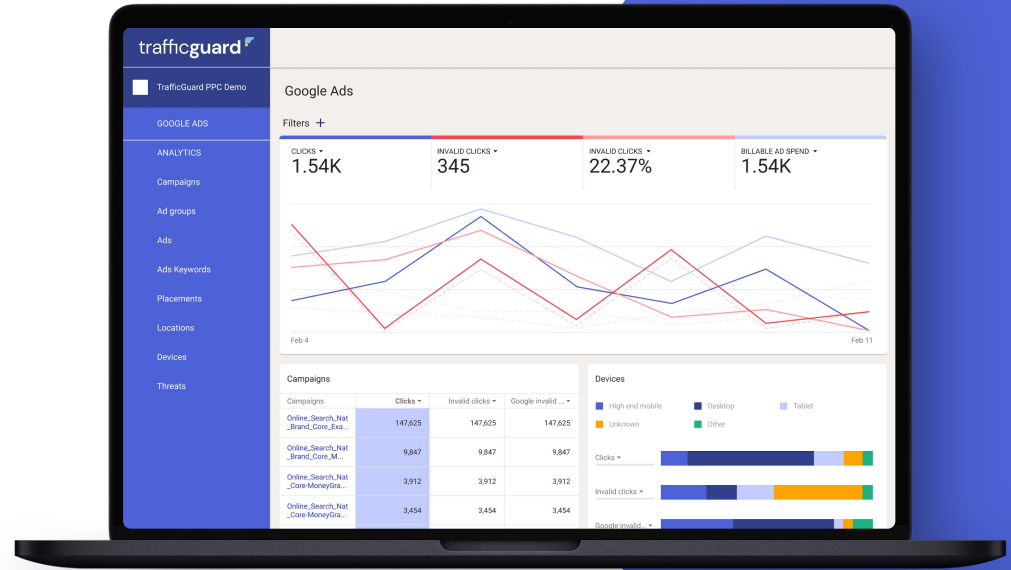 trafficguard
TrafficGuard PPC Demo
GOOGLE ADS
ANALYTICS
Campaigns
Ad groups
Ads
Ads Keywords
Placements
Locations
Devices
Threats
Google Ads
Filters +
CLICKS
1.54K
INVALID CLICKS
345
INVALID CLICKS
22.37%
BILLABLE AD SPEND
1.54K
Feb 4
Feb 11
Campaigns
Campaigns Clicks Invalid clicks Google invalid ...
Online_Search_Nat
_Brand_Core_Exa... 147,625 147,625 147,625
Online_Search_Nat
_Brand_Core_M... 9,847 9,847 9,847
Online_Search_Nat
_Core-MoneyGra... 3,912 3,912 3,912
Online_Search_Nat
_Core-MoneyGra... 3,454 3,454 3,454
Devices
High end mobile Desktop Tablet
Unknown Other
Clicks
Invalid clicks
Google invalid...